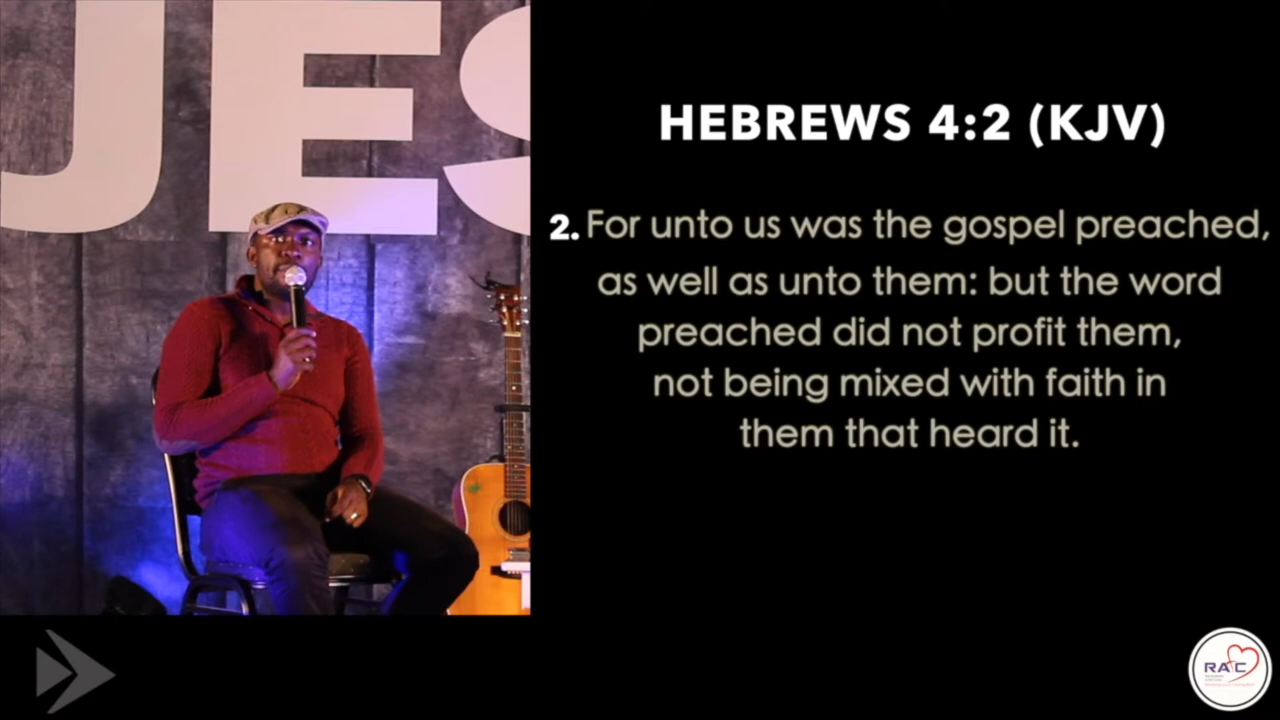 JES
HEBREWS 4:2 (KJV)
2. For unto us was the gospel preached,
as well as unto them: but the word
preached did not profit them,
not being mixed with faith in
them that heard it.